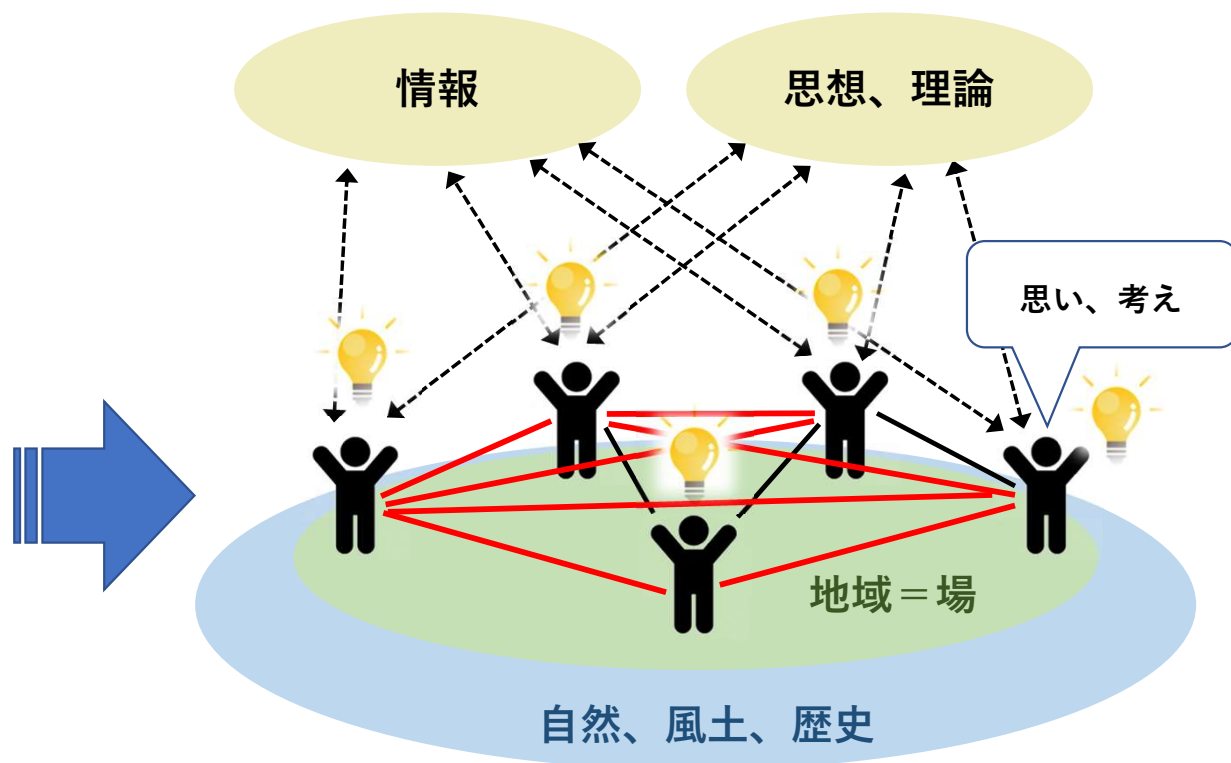 情報
思想、理論
思い、考え
地域＝場
自然、風土、歴史